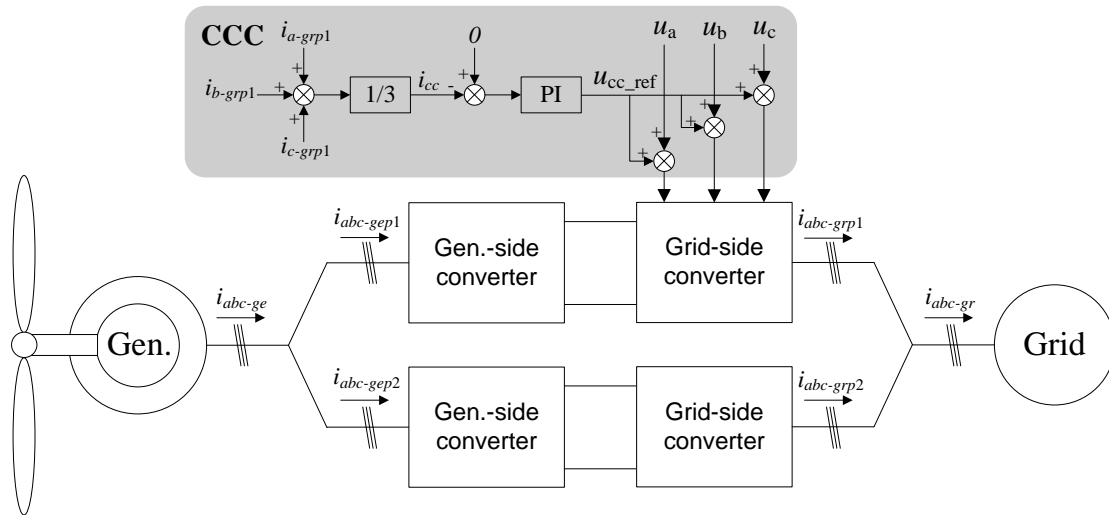 CCC
i_a-grp1
0
u_a
u_b
u_c
+
+
+
+
i_b-grp1
+
1/3
i_cc
-
PI
u_cc_ref
+
+
+
+
i_c-grp1
+
i_abc-gep1
Gen.-side
converter
Grid-side
converter
i_abc-grp1
i_abc-ge
i_abc-gr
Gen.
Grid
i_abc-gep2
Gen.-side
converter
Grid-side
converter
i_abc-grp2